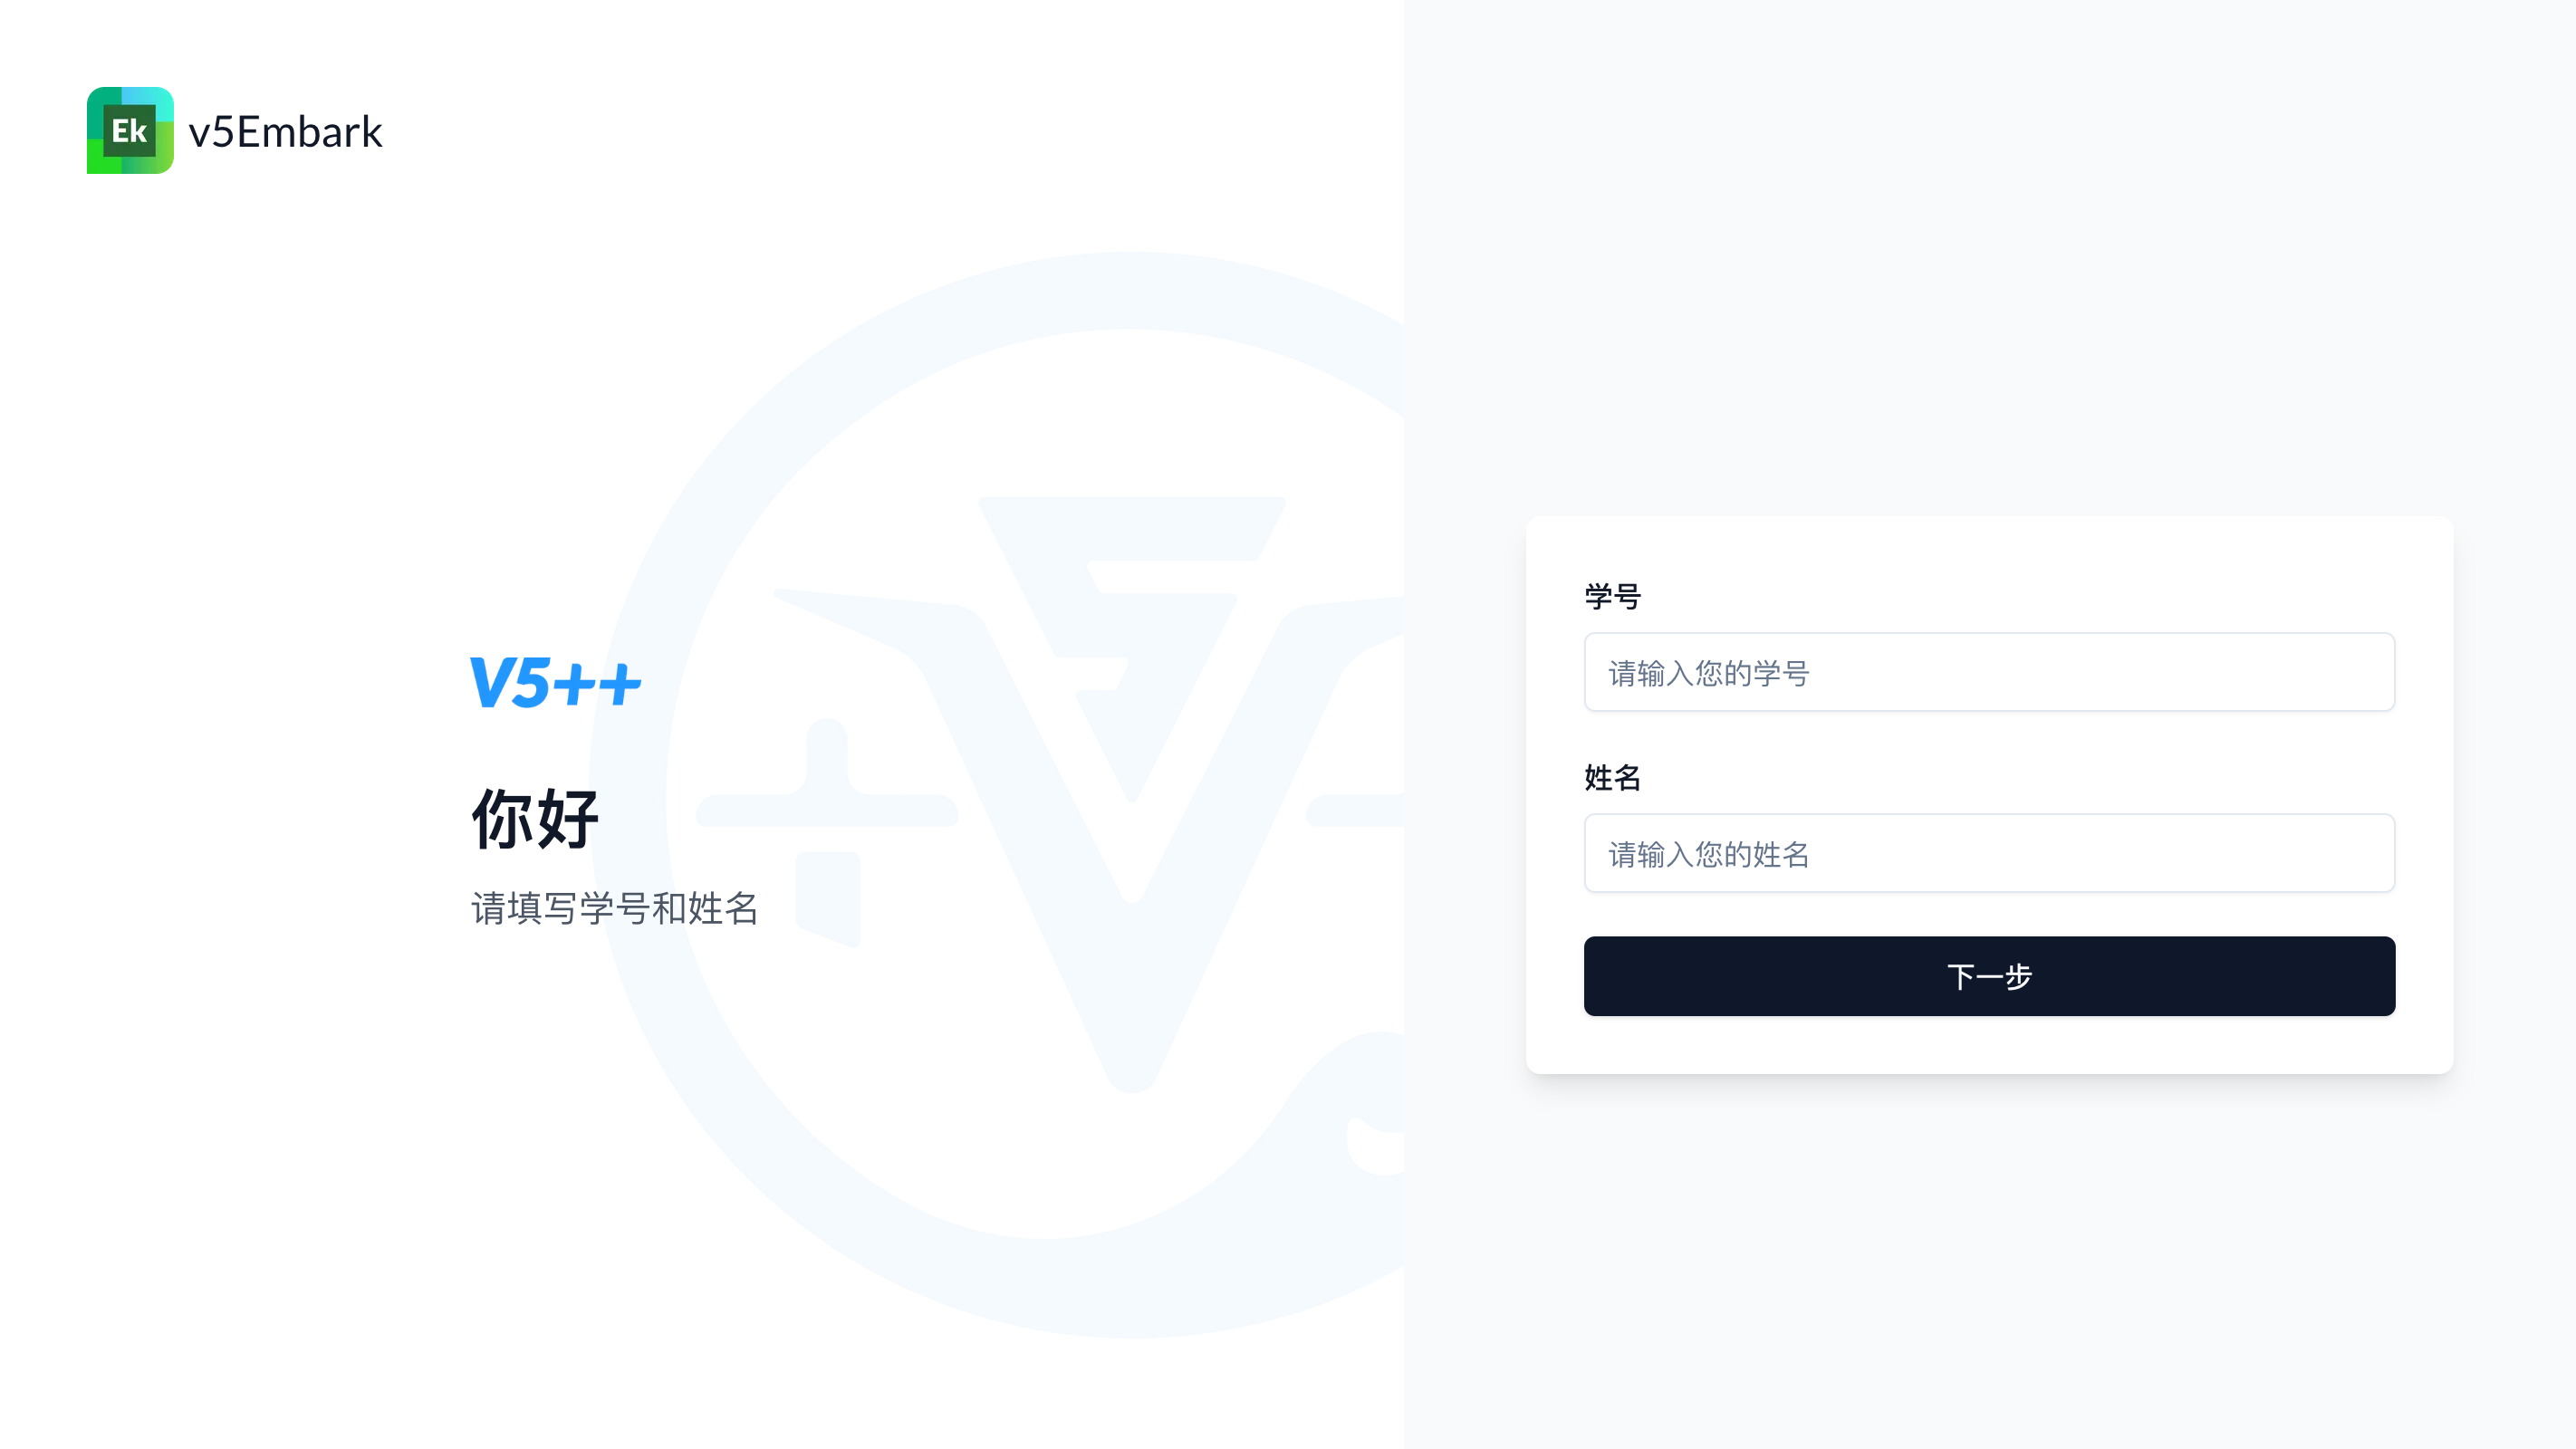 Ek
v5Embark
V5++
你好
请填写学号和姓名
学号
请输入您的学号
姓名
请输入您的姓名
下一步